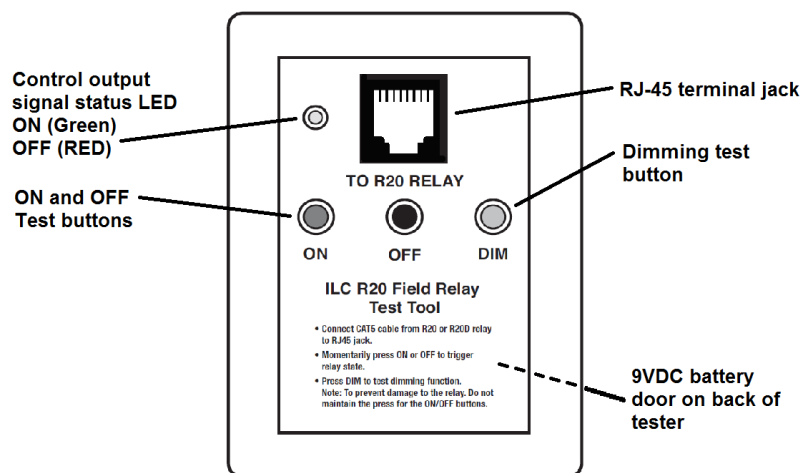 Control output
signal status LED
ON (Green)
OFF (RED)
RJ-45 terminal jack
TO R20 RELAY
Dimming test
button
ON and OFF
Test buttons
ON
OFF
DIM
ILC R20 Field Relay
Test Tool
• Connect CAT5 cable from R20 or R20D relay
to RJ45 jack.
• Momentarily press ON or OFF to trigger
relay state.
• Press DIM to test dimming function.
Note: To prevent damage to the relay. Do not
maintain the press for the ON/OFF buttons.
9VDC battery
door on back of
tester